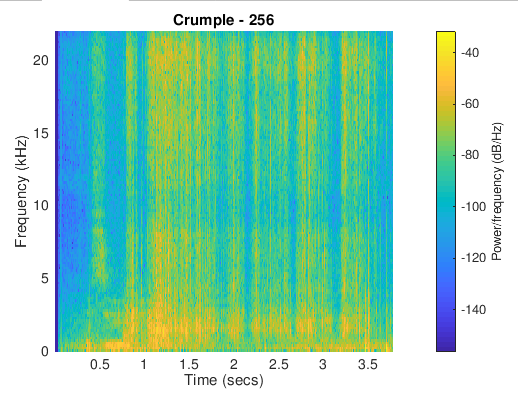 Crumple - 256
Frequency (kHz)
20
15
10
5
0
0.5 1 1.5 2 2.5 3 3.5
Time (secs)
-40
-60
-80
-100
-120
-140
Power/frequency (dB/Hz)